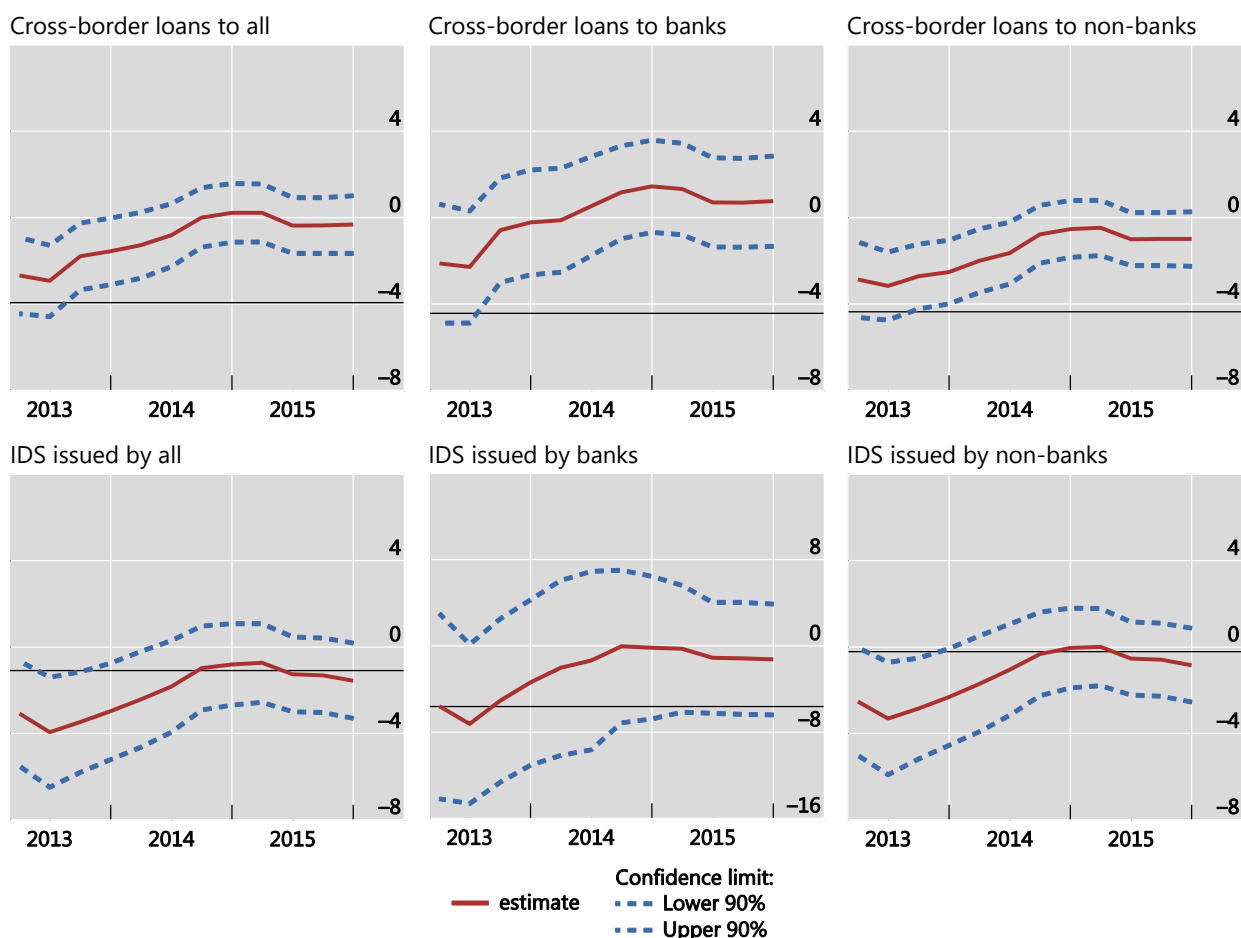 Cross-border loans to all
Cross-border loans to banks
Cross-border loans to non-banks
4
4
4
0
0
0
–4
–4
–4
–8
–8
–8
2013 2014 2015
2013 2014 2015
2013 2014 2015
IDS issued by all
IDS issued by banks
IDS issued by non-banks
4
8
4
0
0
0
–4
–8
–4
–8
–16
–8
2013 2014 2015
2013 2014 2015
2013 2014 2015
Confidence limit:
estimate
Lower 90%
Upper 90%